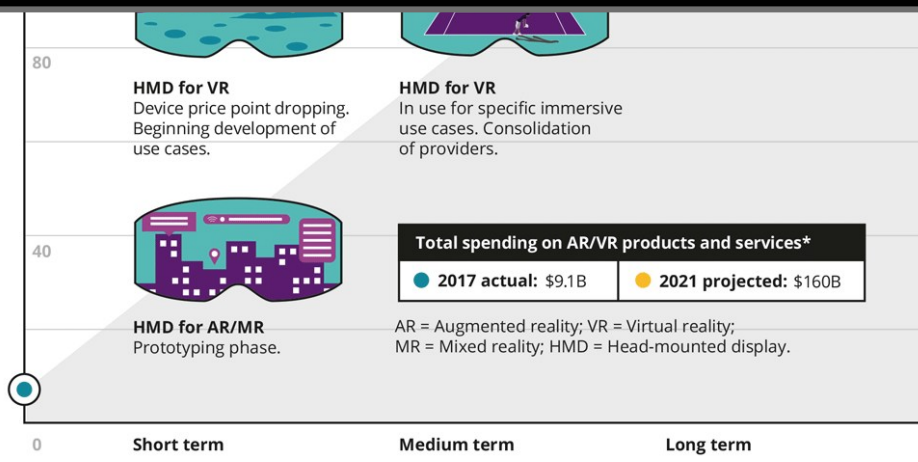 80
HMD for VR
Device price point dropping.
Beginning development of
use cases.
HMD for VR
In use for specific immersive
use cases. Consolidation
of providers.
40
HMD for AR/MR
Prototyping phase.
Total spending on AR/VR products and services*
2017 actual: $9.1B
2021 projected: $160B
AR = Augmented reality; VR = Virtual reality;
MR = Mixed reality; HMD = Head-mounted display.
0
Short term
Medium term
Long term